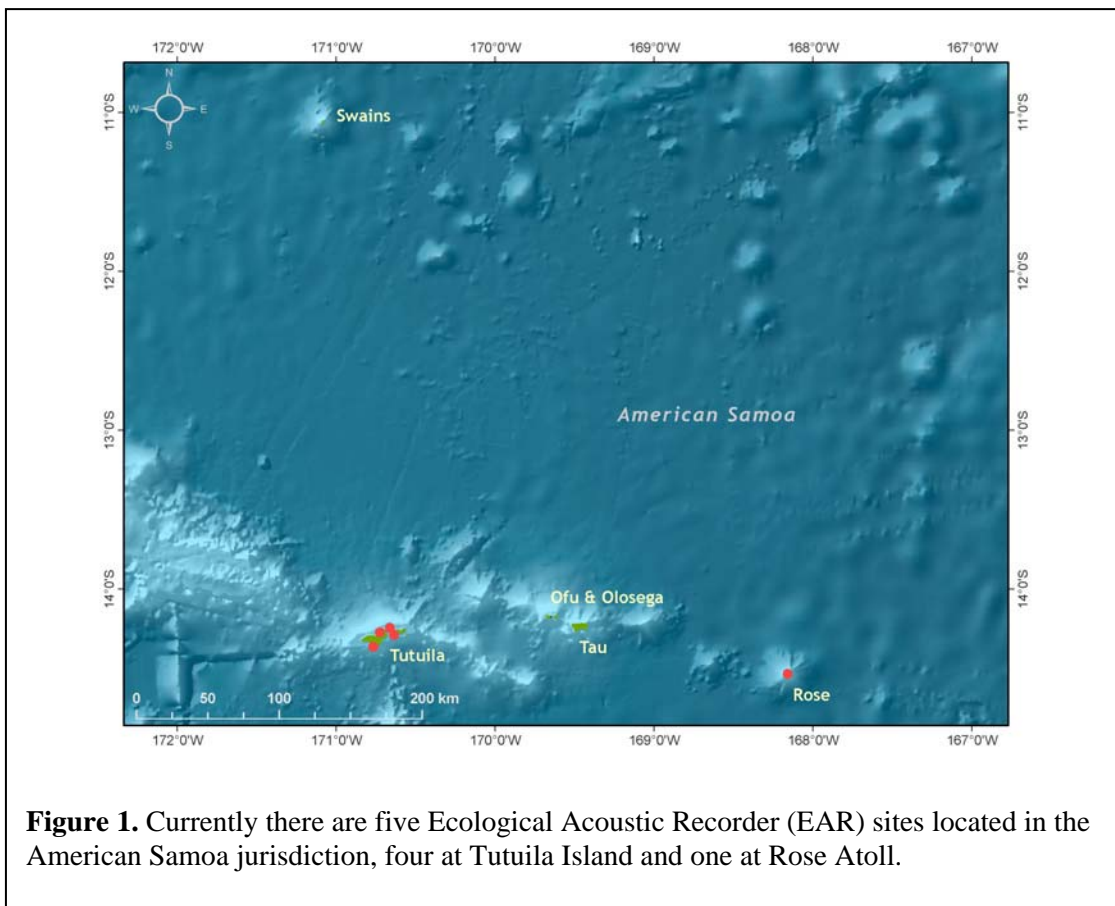 172°0'W 171°0'W 170°0'W 169°0'W 168°0'W 167°0'W
N
W E
S
Swains
11°0'S 11°0'S
12°0'S 12°0'S
American Samoa
13°0'S 13°0'S
14°0'S 14°0'S
Ofu & Olosega
Tutuila
Tau
Rose
0 50 100 200 km
172°0'W 171°0'W 170°0'W 169°0'W 168°0'W 167°0'W
Figure 1. Currently there are five Ecological Acoustic Recorder (EAR) sites located in the
American Samoa jurisdiction, four at Tutuila Island and one at Rose Atoll.